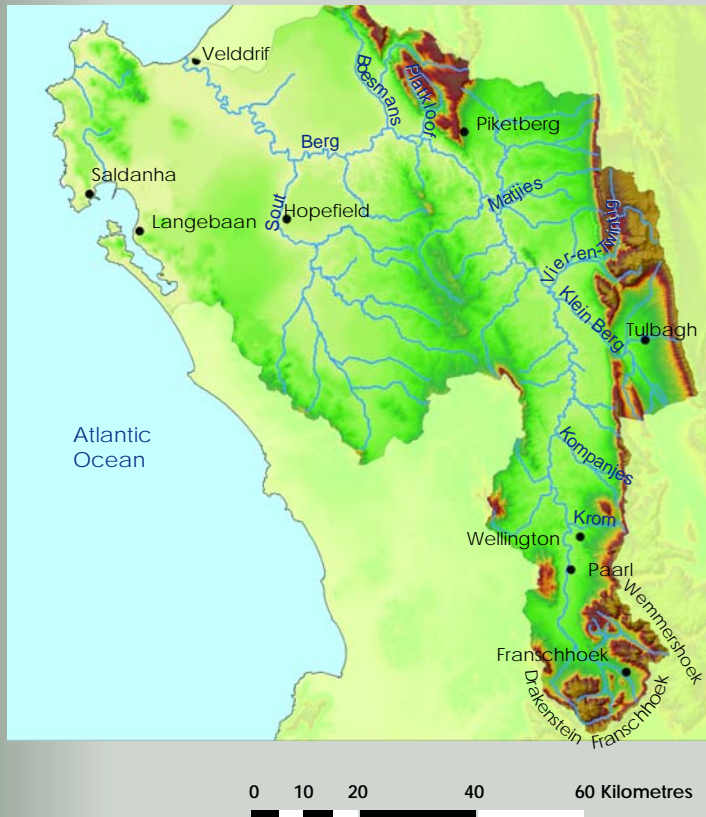 Velddrif
Boesmans
Platkloof
Piketberg
Berg
Saldanha
Matjies
Sout
Hopefield
Langebaan
Vier-en-Twintig
Klein Berg
Tulbagh
Atlantic
Ocean
Kompanjes
Krom
Wellington
Paarl
Wemmershoek
Franschhoek
Drakenstein
Franschhoek
0 10 20 40 60 Kilometres